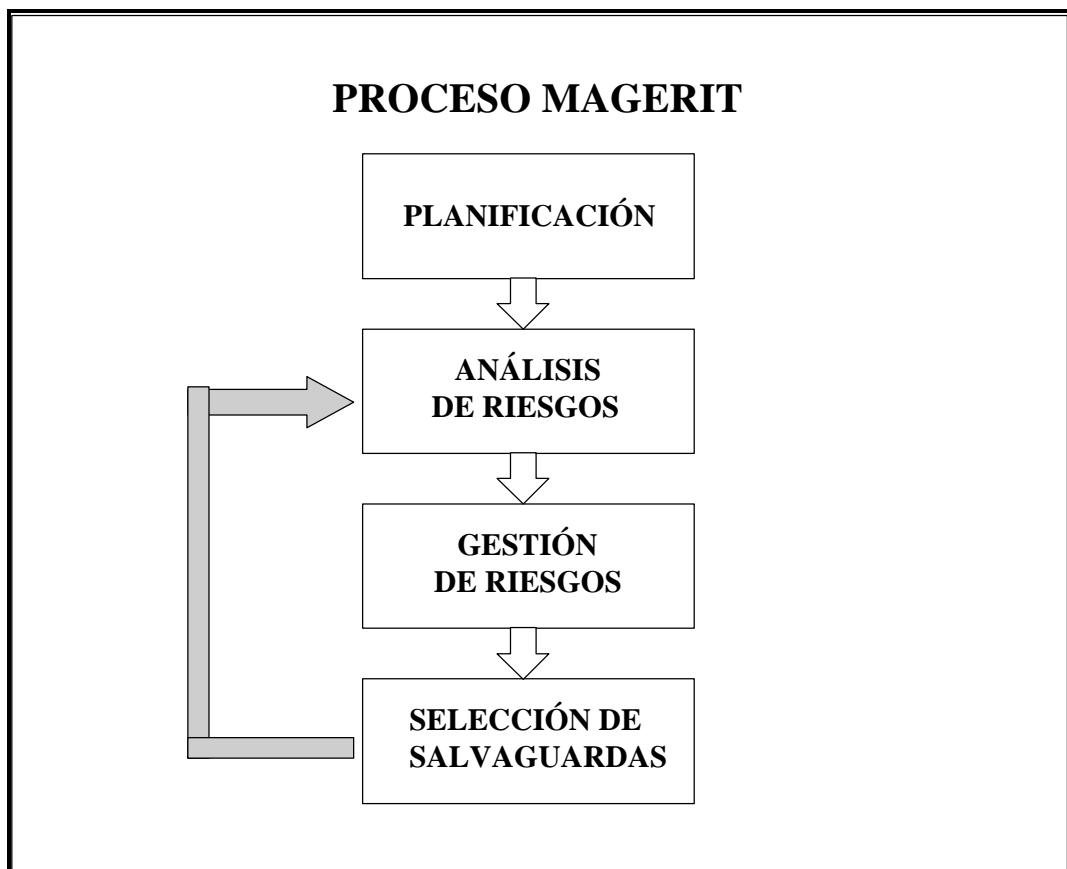 PROCESO MAGERIT
PLANIFICACIÓN
ANÁLISIS
DE RIESGOS
GESTIÓN
DE RIESGOS
SELECCIÓN DE
SALVAGUARDAS